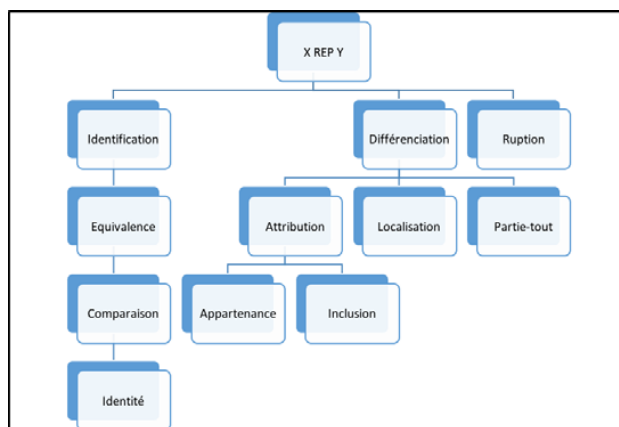 X REP Y
Identification
Différenciation
Ruption
Equivalence
Attribution
Localisation
Partie-tout
Comparaison
Appartenance
Inclusion
Identité